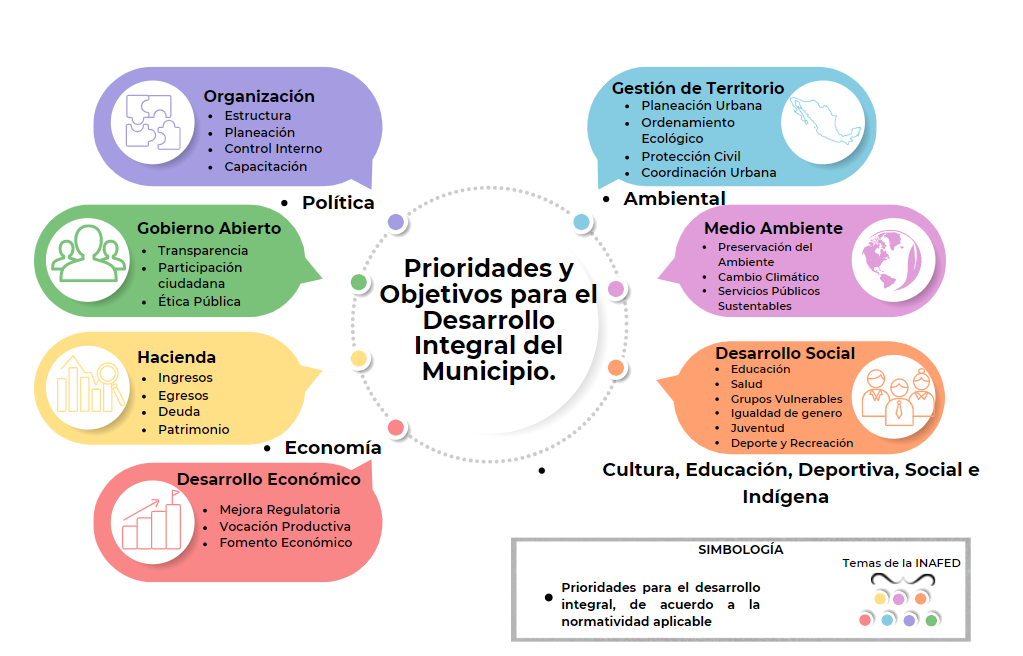 Organización
• Estructura
• Planeación
• Control Interno
• Capacitación
• Política
Gobierno Abierto
• Transparencia
• Participación
ciudadana
• Ética Pública
Hacienda
• Ingresos
• Egresos
• Deuda
• Patrimonio
• Economía
Desarrollo Económico
• Mejora Regulatoria
• Vocación Productiva
• Fomento Económico
Prioridades y
Objetivos para el
Desarrollo
Integral del
Municipio.
Gestión de Territorio
• Planeación Urbana
• Ordenamiento
Ecológico
• Protección Civil
• Coordinación Urbana
• Ambiental
Medio Ambiente
• Preservación del
Ambiente
• Cambio Climático
• Servicios Públicos
Sustentables
Desarrollo Social
• Educación
• Salud
• Grupos Vulnerables
• Igualdad de genero
• Juventud
• Deporte y Recreación
• Cultura, Educación, Deportiva, Social e
Indígena
SIMBOLOGÍA
• Prioridades para el desarrollo
integral, de acuerdo a la
normatividad aplicable
Temas de la INAFED